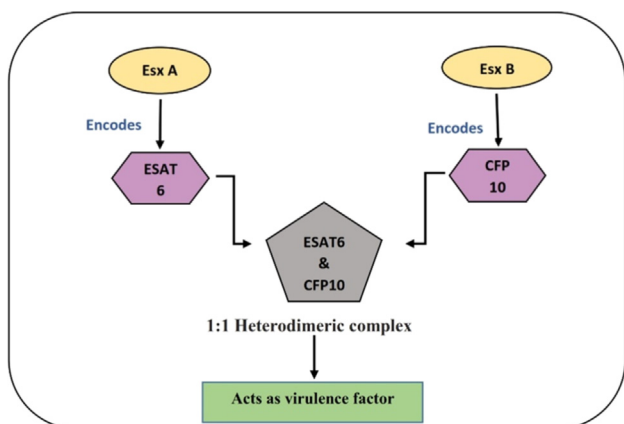 Esx A
Esx B
Encodes
Encodes
ESAT
6
CFP
10
ESAT6
&
CFP10
1:1 Heterodimeric complex
Acts as virulence factor